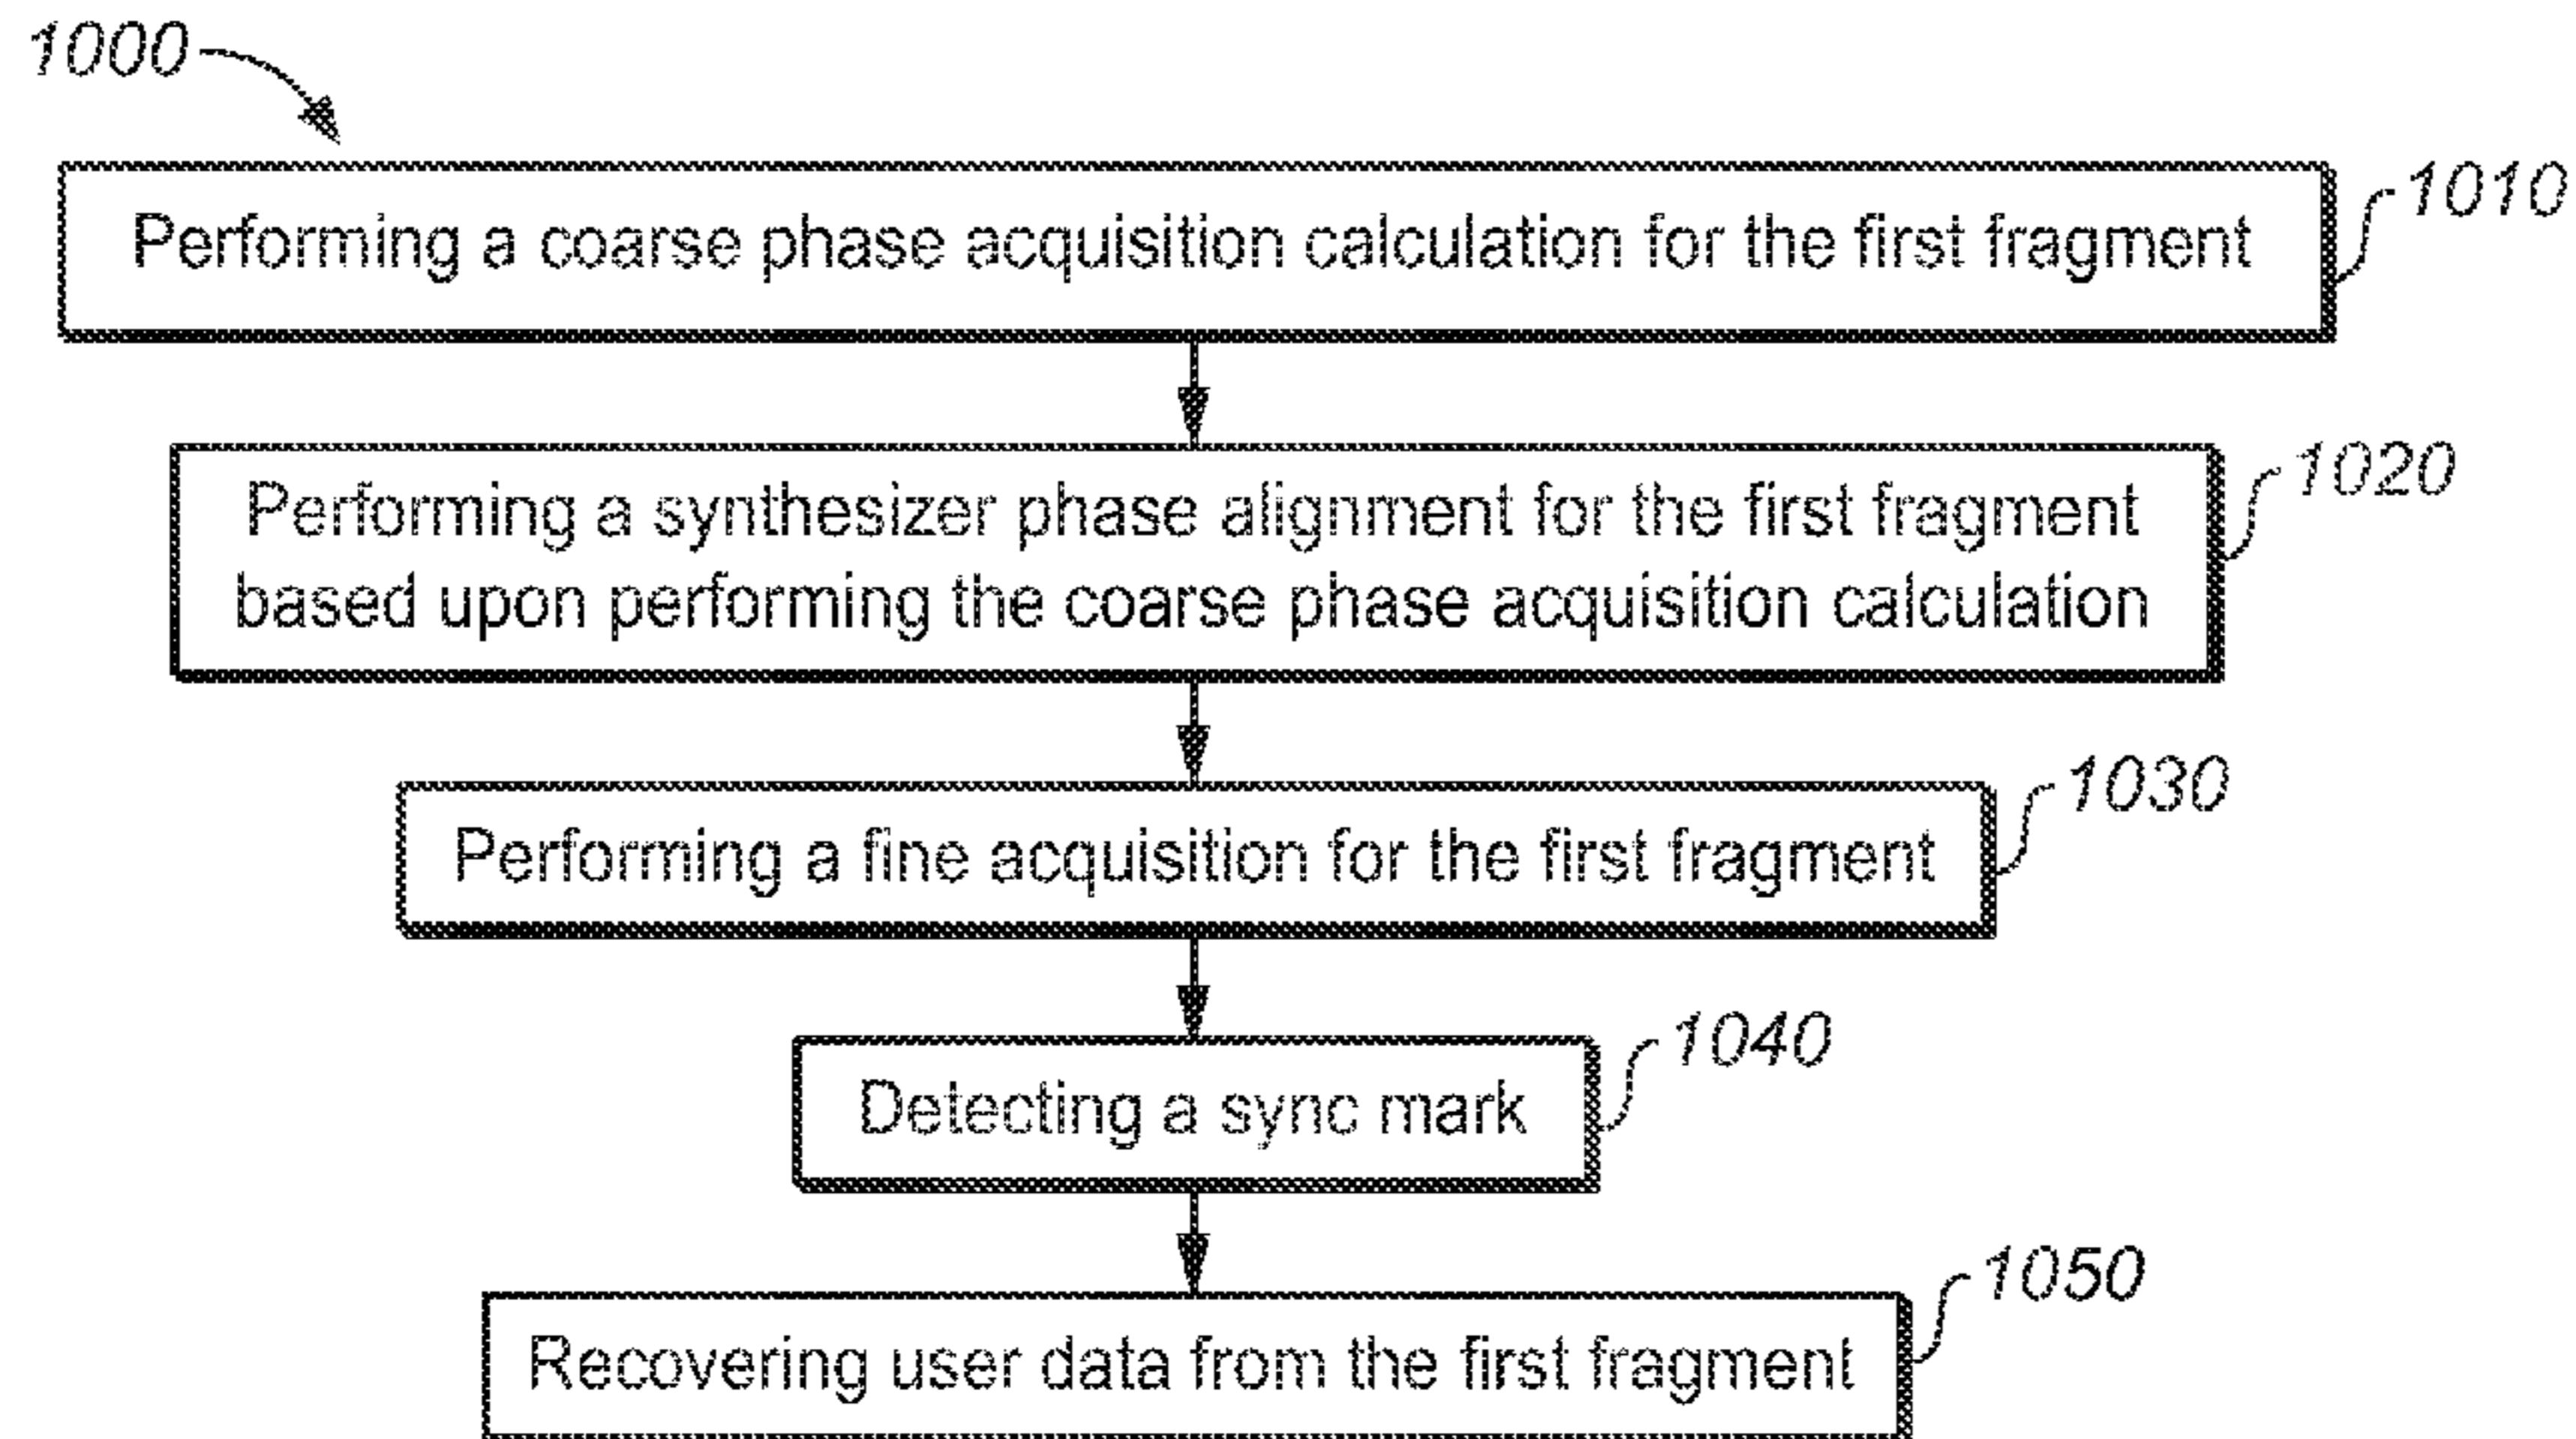 1000
Performing a coarse phase acquisition calculation for the first fragment
1010
Performing a synthesizer phase alignment for the first fragment
based upon performing the coarse phase acquisition calculation
1020
Performing a fine acquisition for the first fragment
1030
Detecting a sync mark
1040
Recovering user data from the first fragment
1050